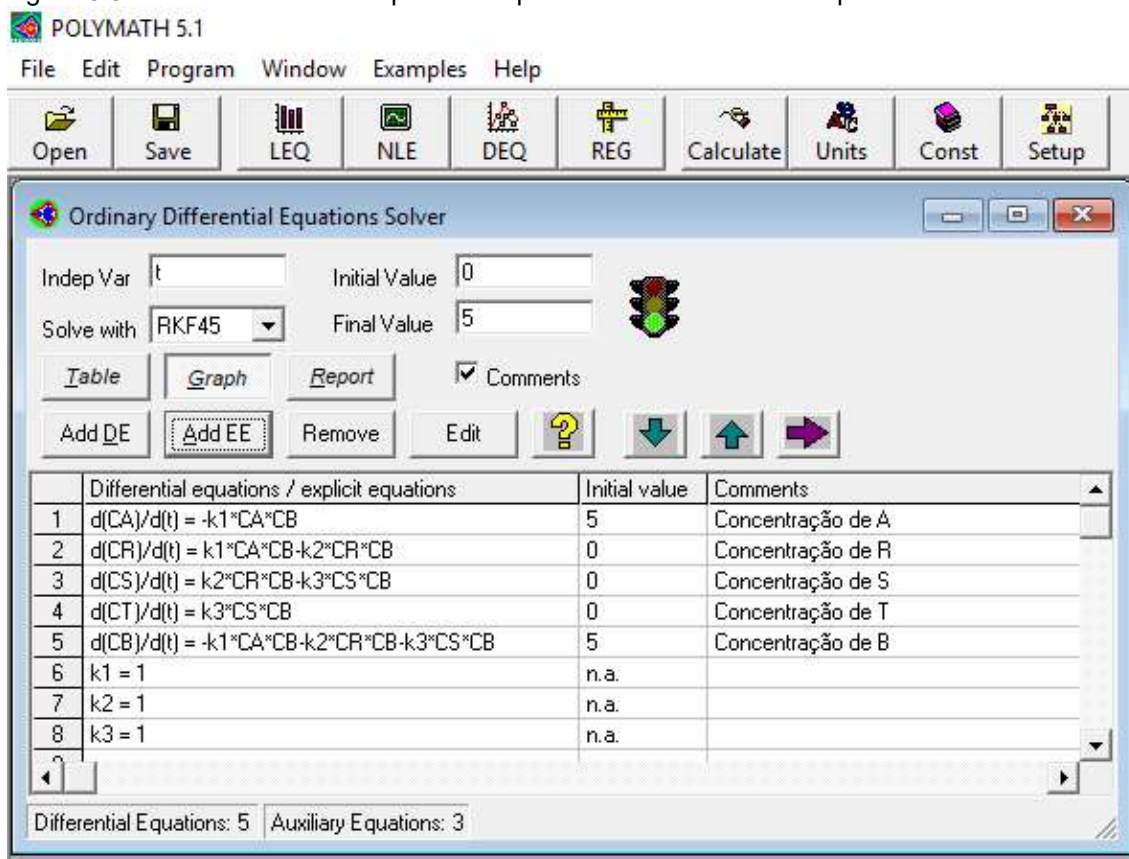 POLYMATH 5.1
File Edit Program Window Examples Help
Open Save LEQ NLE DEQ REG Calculate Units Const Setup
Ordinary Differential Equations Solver
Indep Var t Initial Value 0
Solve with RKF45 Final Value 5
Table Graph Report Comments
Add DE Add EE Remove Edit
Differential equations / explicit equations Initial value Comments
1 d(CA)/d(t) = -k1*CA*CB 5 Concentração de A
2 d(CR)/d(t) = k1*CA*CB-k2*CR*CB 0 Concentração de R
3 d(CS)/d(t) = k2*CR*CB-k3*CS*CB 0 Concentração de S
4 d(CT)/d(t) = k3*CS*CB 0 Concentração de T
5 d(CB)/d(t) = -k1*CA*CB-k2*CR*CB-k3*CS*CB 5 Concentração de B
6 k1 = 1 n.a.
7 k2 = 1 n.a.
8 k3 = 1 n.a.
Differential Equations: 5 Auxiliary Equations: 3